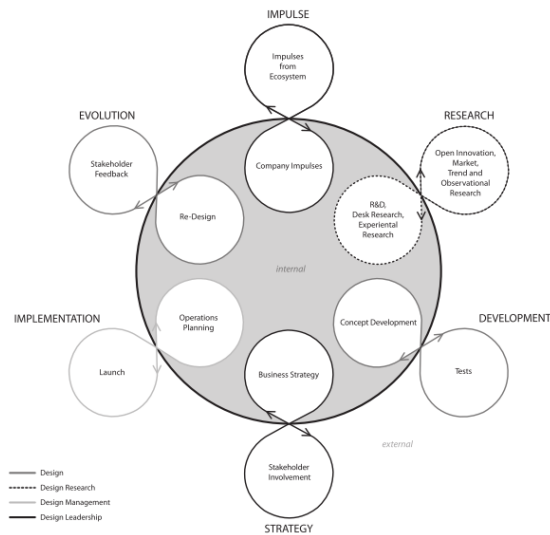 IMPULSE
Impulses
from
Ecosystem
EVOLUTION
RESEARCH
Stakeholder
Feedback
Company Impulses
Open Innovation,
Market,
Trend and
Observational
Research
Re-Design
R&D,
Desk Research,
Experiental
Research
internal
IMPLEMENTATION
Operations
Planning
Concept Development
DEVELOPMENT
Launch
Business Strategy
Tests
external
Stakeholder
Involvement
STRATEGY
Design
Design Research
Design Management
Design Leadership